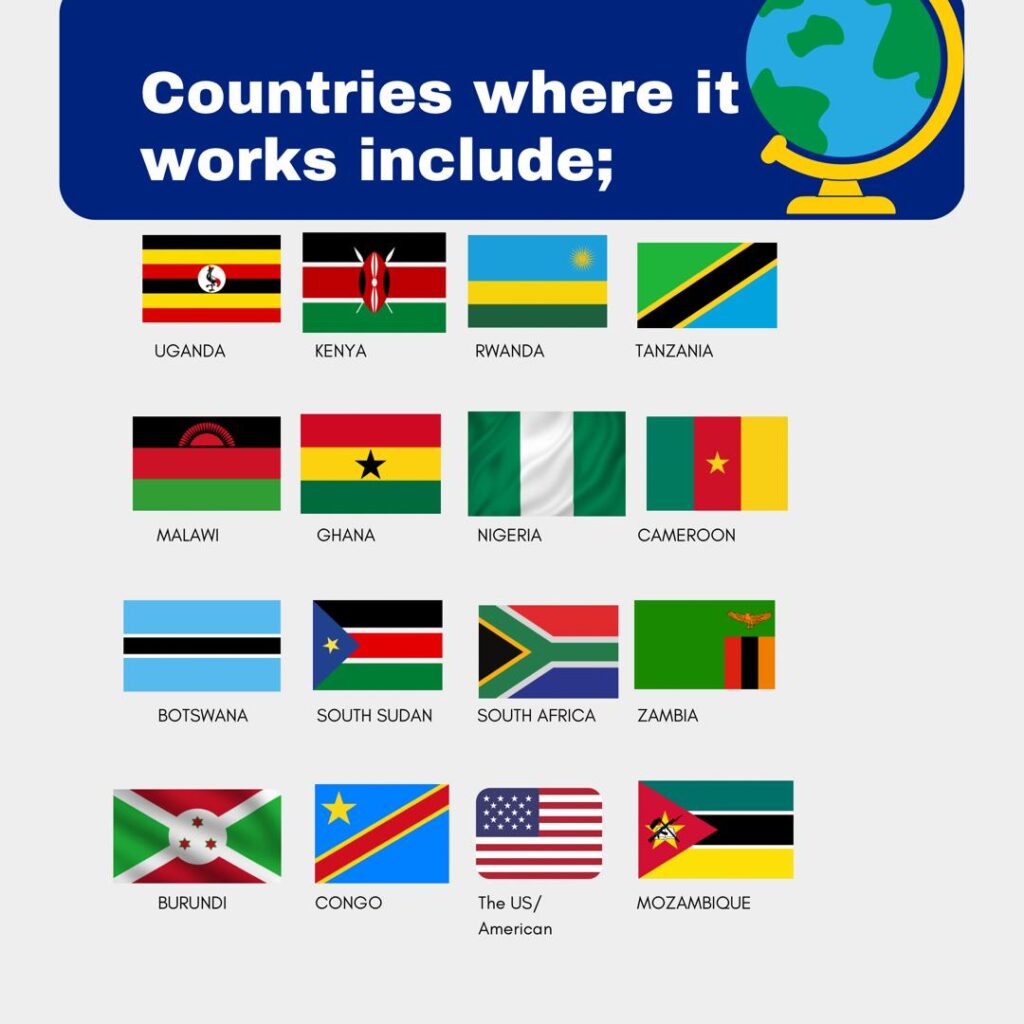 Countries where it
works include;
UGANDA KENYA RWANDA TANZANIA
MALAWI GHANA NIGERIA CAMEROON
BOTSWANA SOUTH SUDAN SOUTH AFRICA ZAMBIA
BURUNDI CONGO The US/ MOZAMBIQUE
American